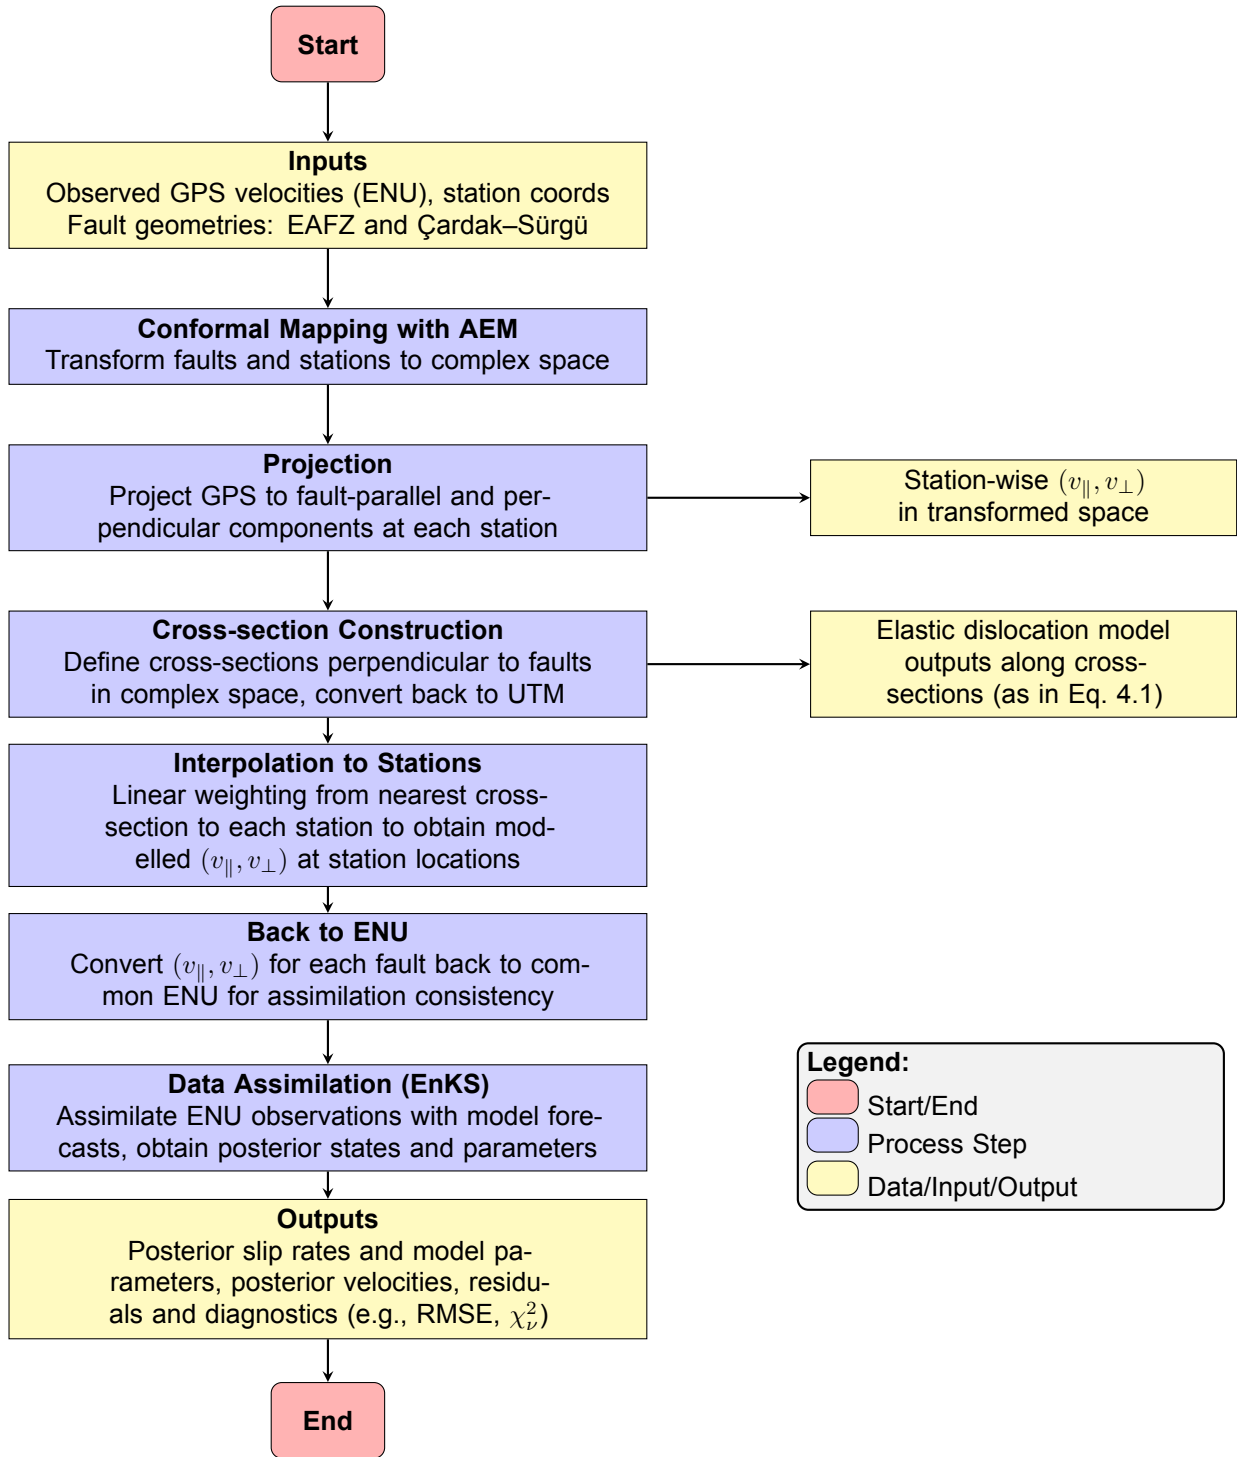 Start
Inputs
Observed GPS velocities (ENU), station coords
Fault geometries: EAFZ and Çardak–Sürgü
Conformal Mapping with AEM
Transform faults and stations to complex space
Projection
Project GPS to fault-parallel and per-
pendicular components at each station
Station-wise (v∥, v⊥)
in transformed space
Cross-section Construction
Define cross-sections perpendicular to faults
in complex space, convert back to UTM
Elastic dislocation model
outputs along cross-
sections (as in Eq. 4.1)
Interpolation to Stations
Linear weighting from nearest cross-
section to each station to obtain mod-
elled (v∥, v⊥) at station locations
Back to ENU
Convert (v∥, v⊥) for each fault back to com-
mon ENU for assimilation consistency
Data Assimilation (EnKS)
Assimilate ENU observations with model fore-
casts, obtain posterior states and parameters
Outputs
Posterior slip rates and model pa-
rameters, posterior velocities, residu-
als and diagnostics (e.g., RMSE, χ²ᵥ)
End
Legend:
Start/End
Process Step
Data/Input/Output